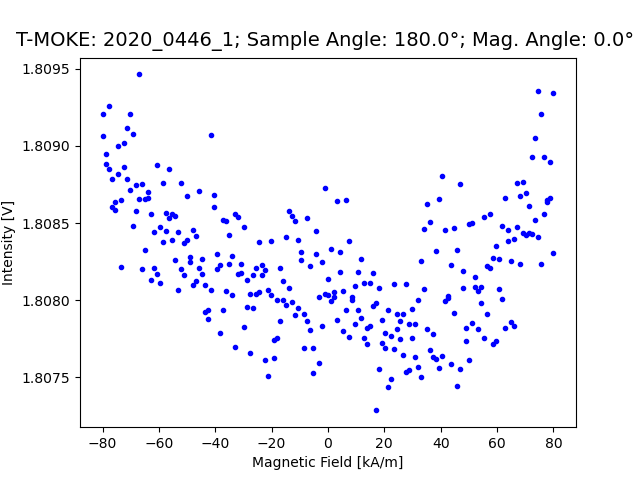 T-MOKE: 2020_0446_1; Sample Angle: 180.0°; Mag. Angle: 0.0°
1.8095
1.8090
1.8085
1.8080
1.8075
Intensity [V]
−80 −60 −40 −20 0 20 40 60 80
Magnetic Field [kA/m]